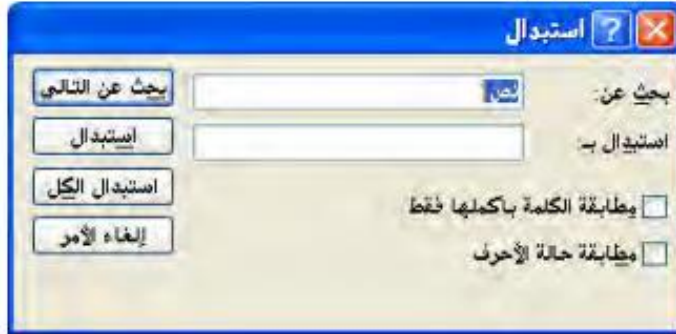 استبدال
بحث عن:
نص
بحث عن التالي
استبدال بـ:
استبدال
استبدال الكل
مطابقة الكلمة بأكملها فقط
إلغاء الأمر
مطابقة حالة الأحرف